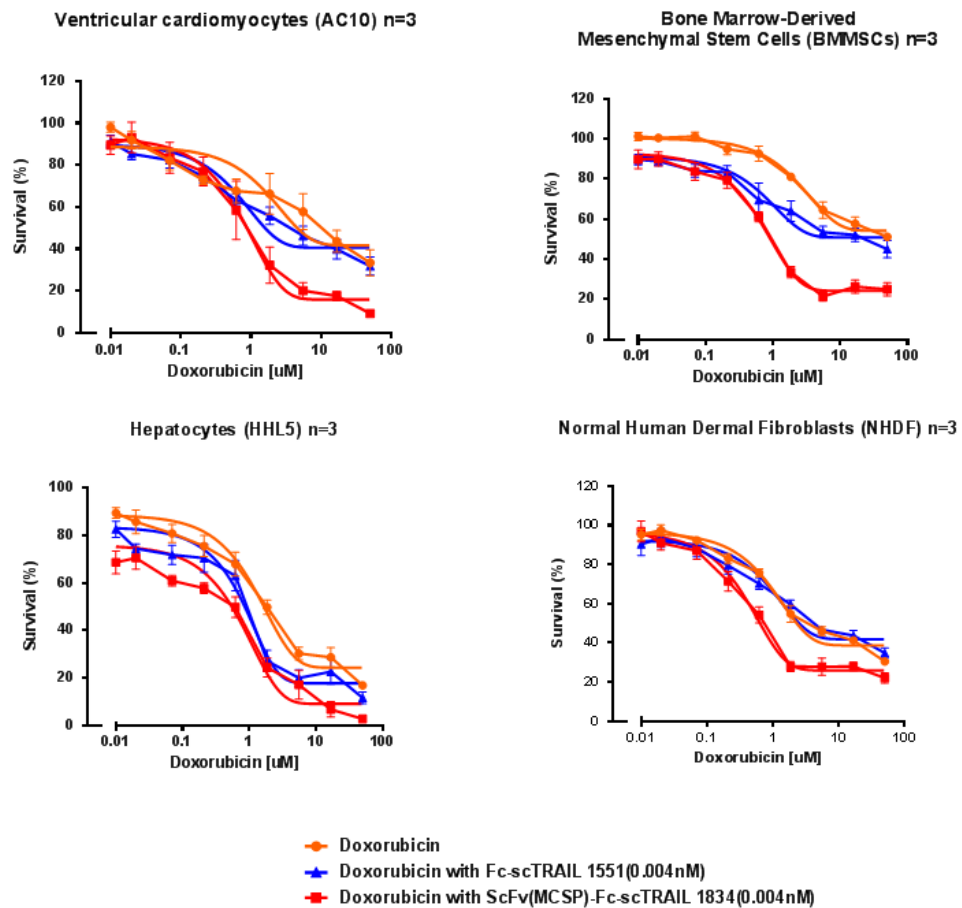 Ventricular cardiomyocytes (AC10) n=3
120
100
80
60
40
20
0
Survival (%)
0.01 0.1 1 10 100
Doxorubicin [uM]
Bone Marrow-Derived
Mesenchymal Stem Cells (BMMSCs) n=3
120
100
80
60
40
20
0
Survival (%)
0.01 0.1 1 10 100
Doxorubicin [uM]
Hepatocytes (HHL5) n=3
100
80
60
40
20
0
Survival (%)
0.01 0.1 1 10 100
Doxorubicin [uM]
Normal Human Dermal Fibroblasts (NHDF) n=3
120
100
80
60
40
20
0
Survival (%)
0.01 0.1 1 10 100
Doxorubicin [uM]
Doxorubicin
Doxorubicin with Fc-scTRAIL 1551(0.004nM)
Doxorubicin with ScFv(MCSP)-Fc-scTRAIL 1834(0.004nM)